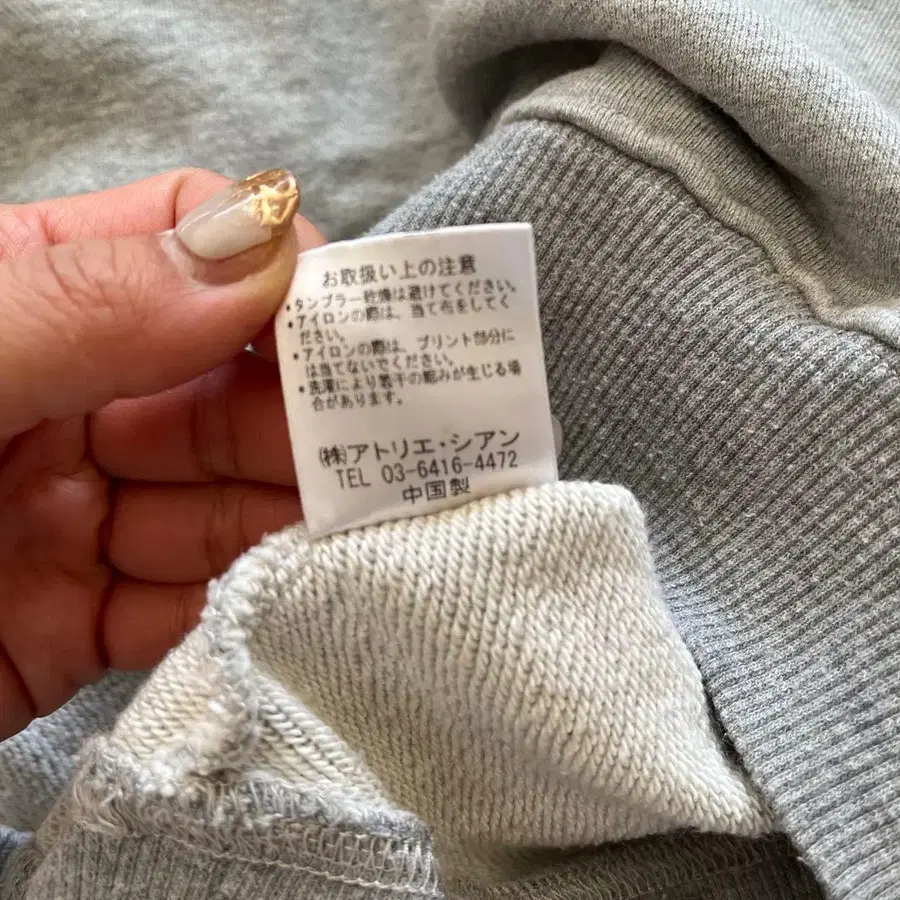 お取扱い上の注意
•タンブラー乾燥は避けてください。
•アイロンの際は、当て布をしてく
ださい。
•アイロンの際は、プリント部分に
は当てないでください。
•洗濯により若干の縮みが生じる場
合があります。
㈱アトリエ・シアン
TEL 03-6416-4472
中国製